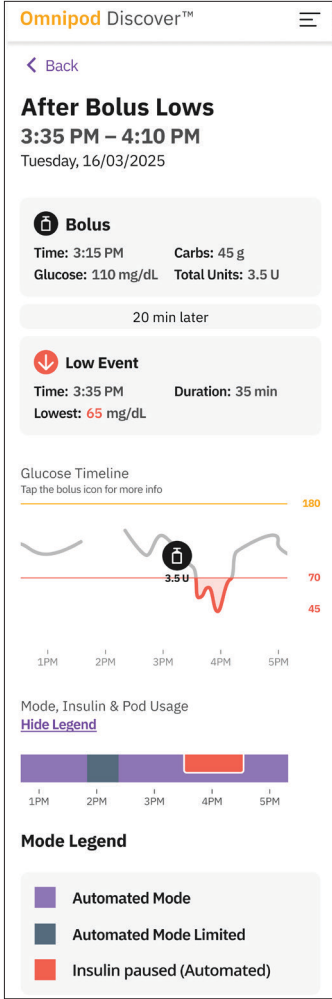 Omnipod Discover™
Back
After Bolus Lows
3:35 PM – 4:10 PM
Tuesday, 16/03/2025
Bolus
Time: 3:15 PM Carbs: 45 g
Glucose: 110 mg/dL Total Units: 3.5 U
20 min later
Low Event
Time: 3:35 PM Duration: 35 min
Lowest: 65 mg/dL
Glucose Timeline
Tap the bolus icon for more info
180
3.5 U
70
45
1PM 2PM 3PM 4PM 5PM
Mode, Insulin & Pod Usage
Hide Legend
1PM 2PM 3PM 4PM 5PM
Mode Legend
Automated Mode
Automated Mode Limited
Insulin paused (Automated)